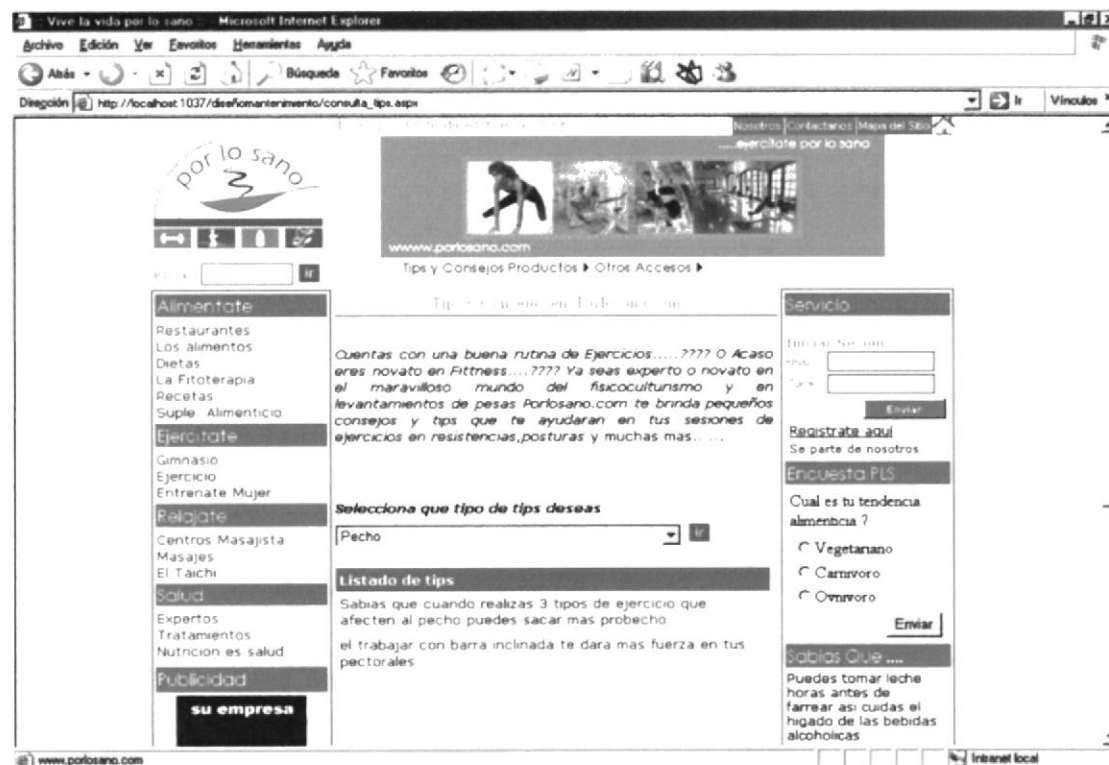 Vive la vida por lo sano :: Microsoft Internet Explorer
Archivo Edición Ver Favoritos Herramientas Ayuda
Atrás Búsqueda Favoritos
Dirección http://localhost:1037/diseñomantenimiento/consulta_tips.aspx Ir Vínculos
Nosotros Contactanos Mapa del Sitio
por lo sano
.....ejercitate por lo sano
wwww.porlosano.com
Ir
Tips y Consejos Productos Otros Accesos
Alimentate
Restaurantes
Los alimentos
Dietas
La Fitoterapia
Recetas
Suple. Alimenticio
Ejercitate
Gimnasio
Ejercicio
Entrenate Mujer
Relajate
Centros Masajista
Masajes
El Taichi
Salud
Expertos
Tratamientos
Nutricion es salud
Publicidad
su empresa
Cuentas con una buena rutina de Ejercicios.....???? O Acaso
eres novato en Fittness....???? Ya seas experto o novato en
el maravilloso mundo del fisicoculturismo y en
levantamientos de pesas Porlosano.com te brinda pequeños
consejos y tips que te ayudaran en tus sesiones de
ejercicios en resistencias,posturas y muchas mas.. ...
Selecciona que tipo de tips deseas
Pecho Ir
Listado de tips
Sabias que cuando realizas 3 tipos de ejercicio que
afecten al pecho puedes sacar mas probecho
el trabajar con barra inclinada te dara mas fuerza en tus
pectorales
Servicio
Enviar
Registrate aquí
Se parte de nosotros
Encuesta PLS
Cual es tu tendencia
alimenticia ?
Vegetariano
Carnivoro
Ovnivoro
Enviar
Sabias Que ....
Puedes tomar leche
horas antes de
farrear asi cuidas el
higado de las bebidas
alcoholicas
www.porlosano.com Intranet local